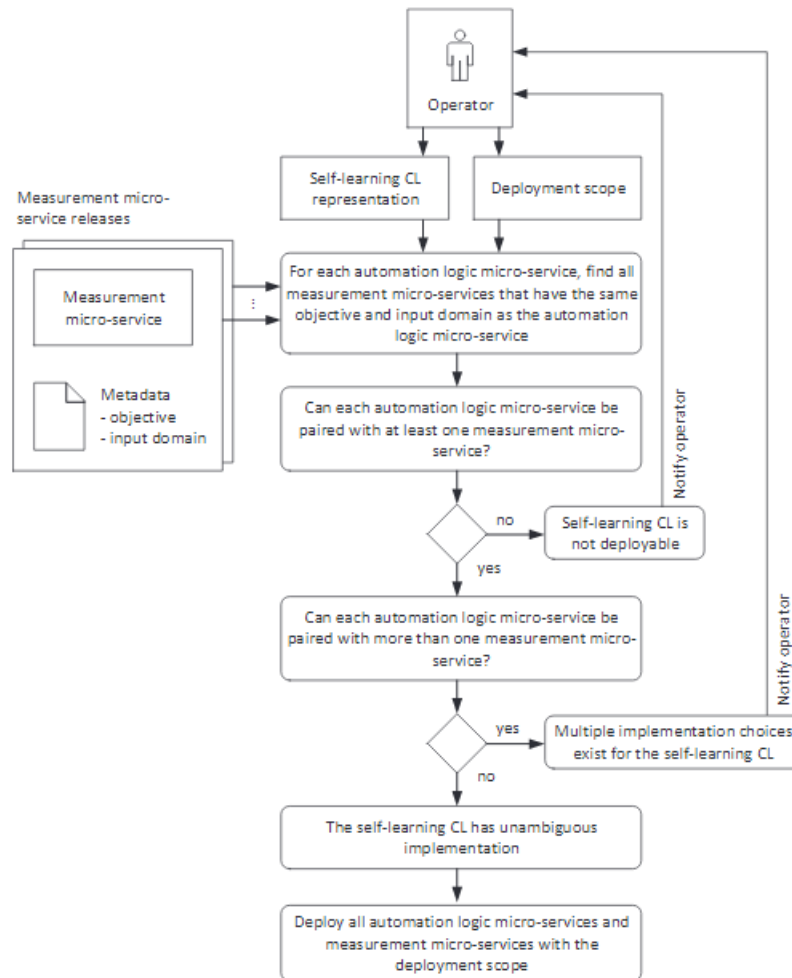 Operator
Self-learning CL
representation
Deployment scope
Measurement micro-
service releases
Measurement
micro-service
Metadata
- objective
- input domain
...
For each automation logic micro-service, find all
measurement micro-services that have the same
objective and input domain as the automation
logic micro-service
Can each automation logic micro-service be
paired with at least one measurement micro-
service?
no
Self-learning CL is
not deployable
Notify operator
yes
Can each automation logic micro-service be
paired with more than one measurement micro-
service?
yes
Multiple implementation choices
exist for the self-learning CL
Notify operator
no
The self-learning CL has unambiguous
implementation
Deploy all automation logic micro-services and
measurement micro-services with the
deployment scope